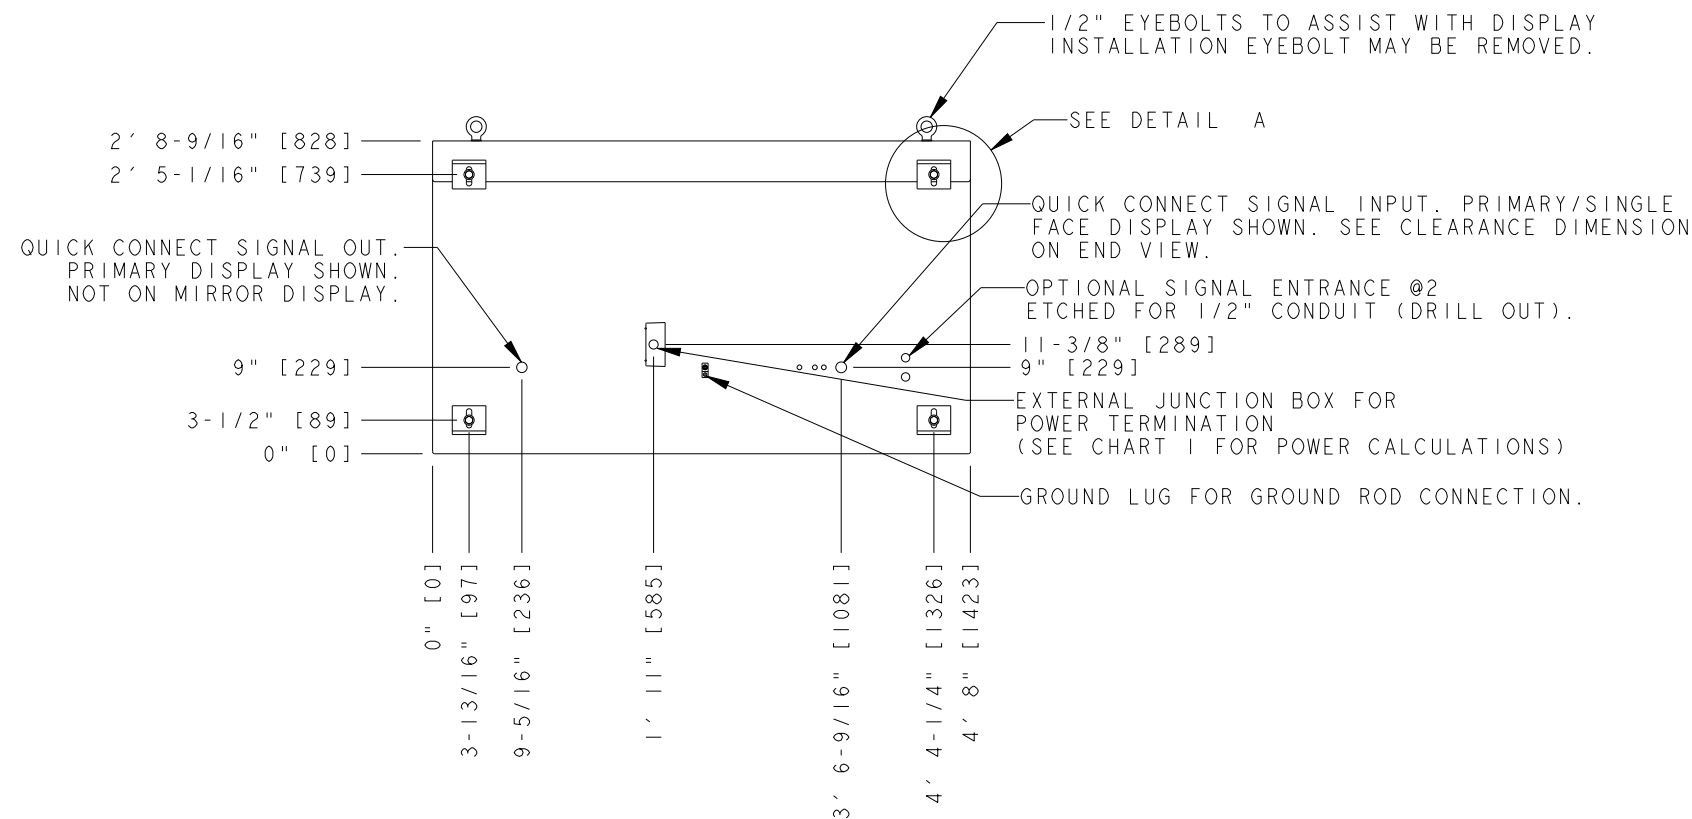 1/2" EYEBOLTS TO ASSIST WITH DISPLAY
INSTALLATION EYEBOLT MAY BE REMOVED.
SEE DETAIL A
2' 8-9/16" [828]
2' 5-1/16" [739]
QUICK CONNECT SIGNAL INPUT. PRIMARY/SINGLE
FACE DISPLAY SHOWN. SEE CLEARANCE DIMENSION
ON END VIEW.
QUICK CONNECT SIGNAL OUT.
PRIMARY DISPLAY SHOWN.
NOT ON MIRROR DISPLAY.
OPTIONAL SIGNAL ENTRANCE @2
ETCHED FOR 1/2" CONDUIT (DRILL OUT).
11-3/8" [289]
9" [229]
9" [229]
EXTERNAL JUNCTION BOX FOR
POWER TERMINATION
(SEE CHART 1 FOR POWER CALCULATIONS)
3-1/2" [89]
0" [0]
GROUND LUG FOR GROUND ROD CONNECTION.
0" [0]
3-13/16" [97]
9-5/16" [236]
1' 11" [585]
3' 6-9/16" [1081]
4' 4-1/4" [1326]
4' 8" [1423]